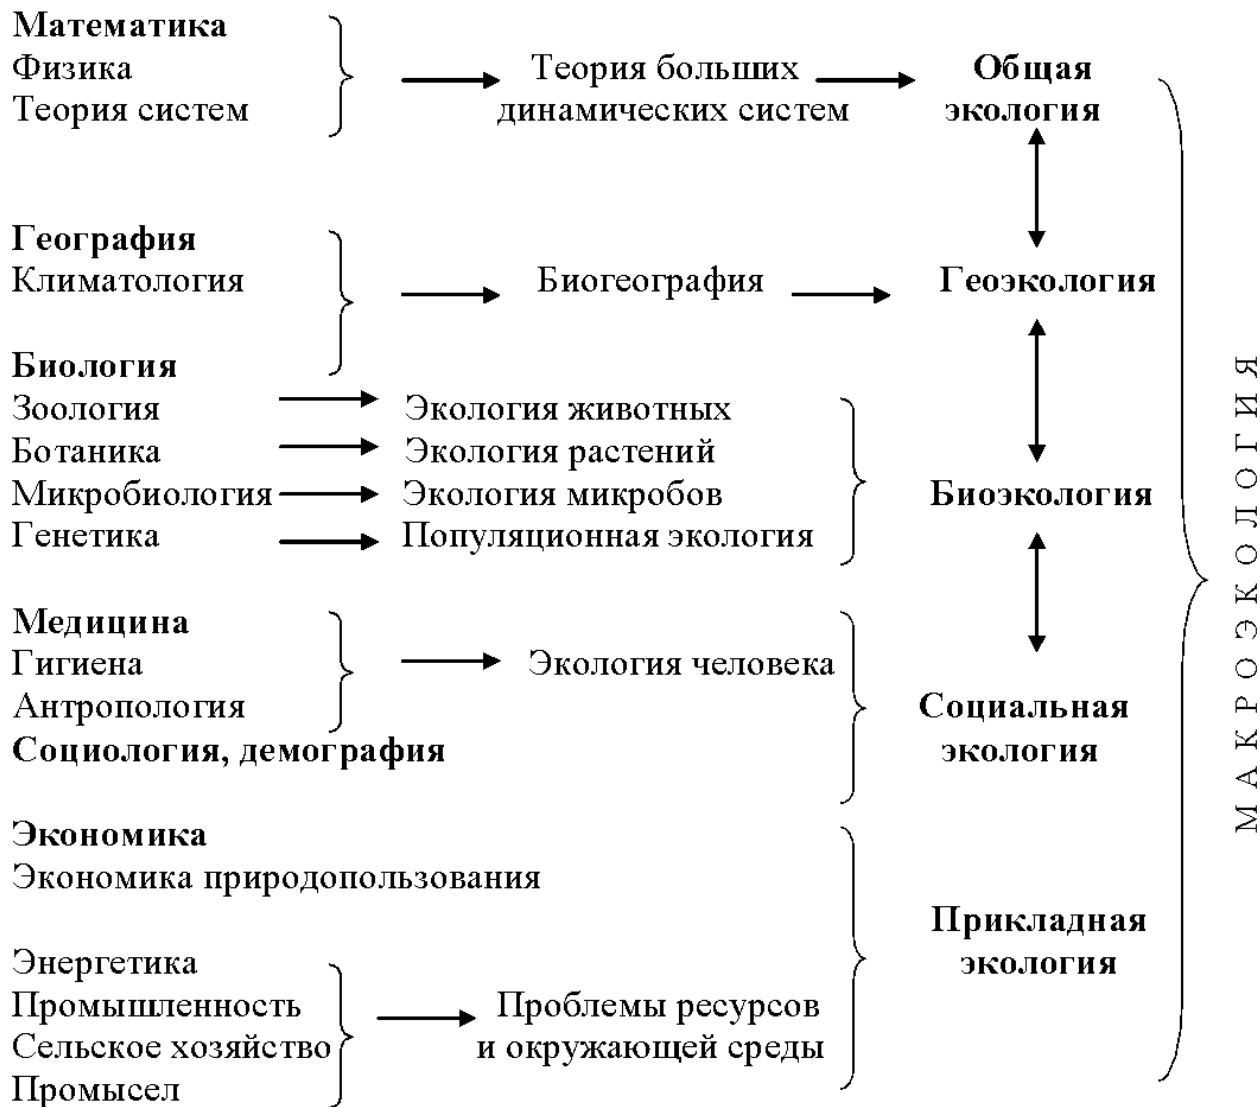 Математика
Физика
Теория систем
Теория больших
динамических систем
Общая
экология
География
Климатология
Биогеография
Геоэкология
Биология
Зоология
Экология животных
Ботаника
Экология растений
Микробиология
Экология микробов
Генетика
Популяционная экология
Биоэкология
Медицина
Гигиена
Антропология
Экология человека
Социология, демография
Социальная
экология
Экономика
Экономика природопользования
Энергетика
Промышленность
Сельское хозяйство
Промысел
Проблемы ресурсов
и окружающей среды
Прикладная
экология
МАКРОЭКОЛОГИЯ